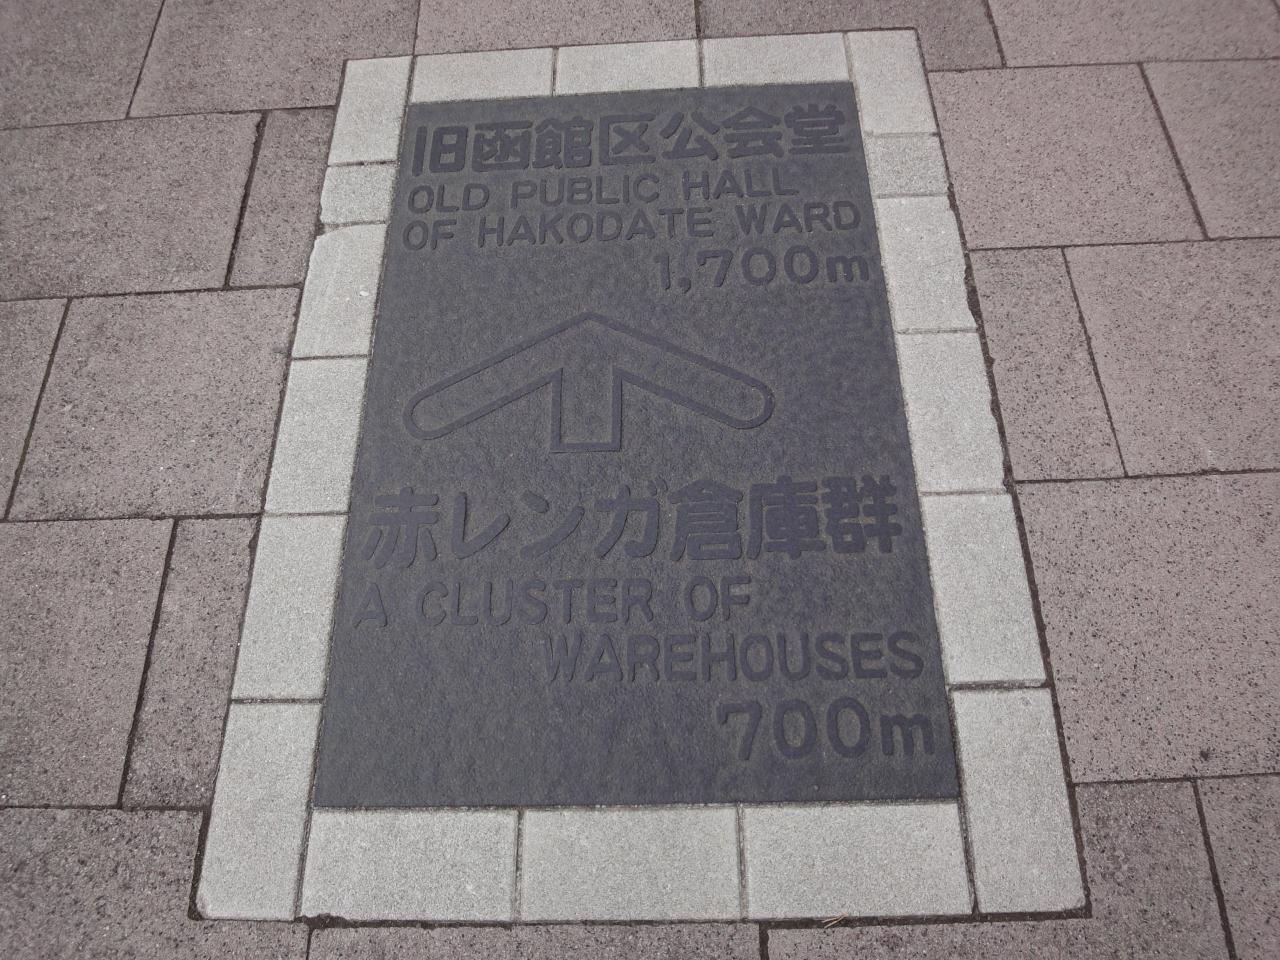 旧函館区公会堂
OLD PUBLIC HALL
OF HAKODATE WARD
1,700m
赤レンガ倉庫群
A CLUSTER OF
WAREHOUSES
700m